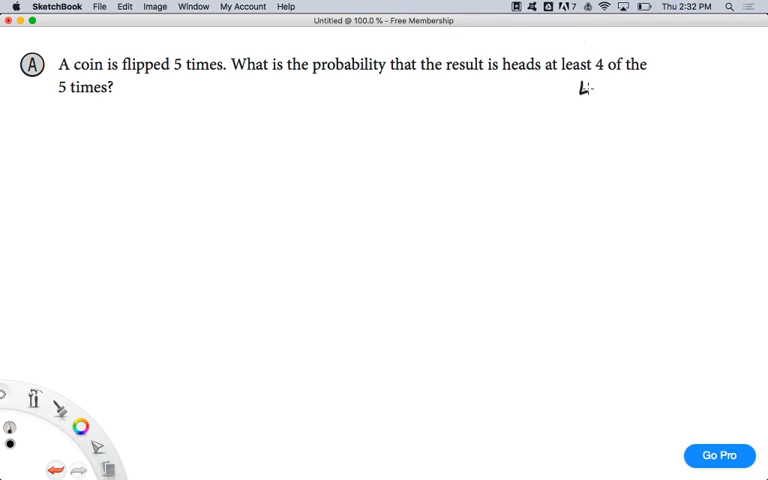 SketchBook File Edit Image Window My Account Help 7 Thu 2:32 PM
Untitled @ 100.0 % - Free Membership
A A coin is flipped 5 times. What is the probability that the result is heads at least 4 of the
5 times?
Go Pro